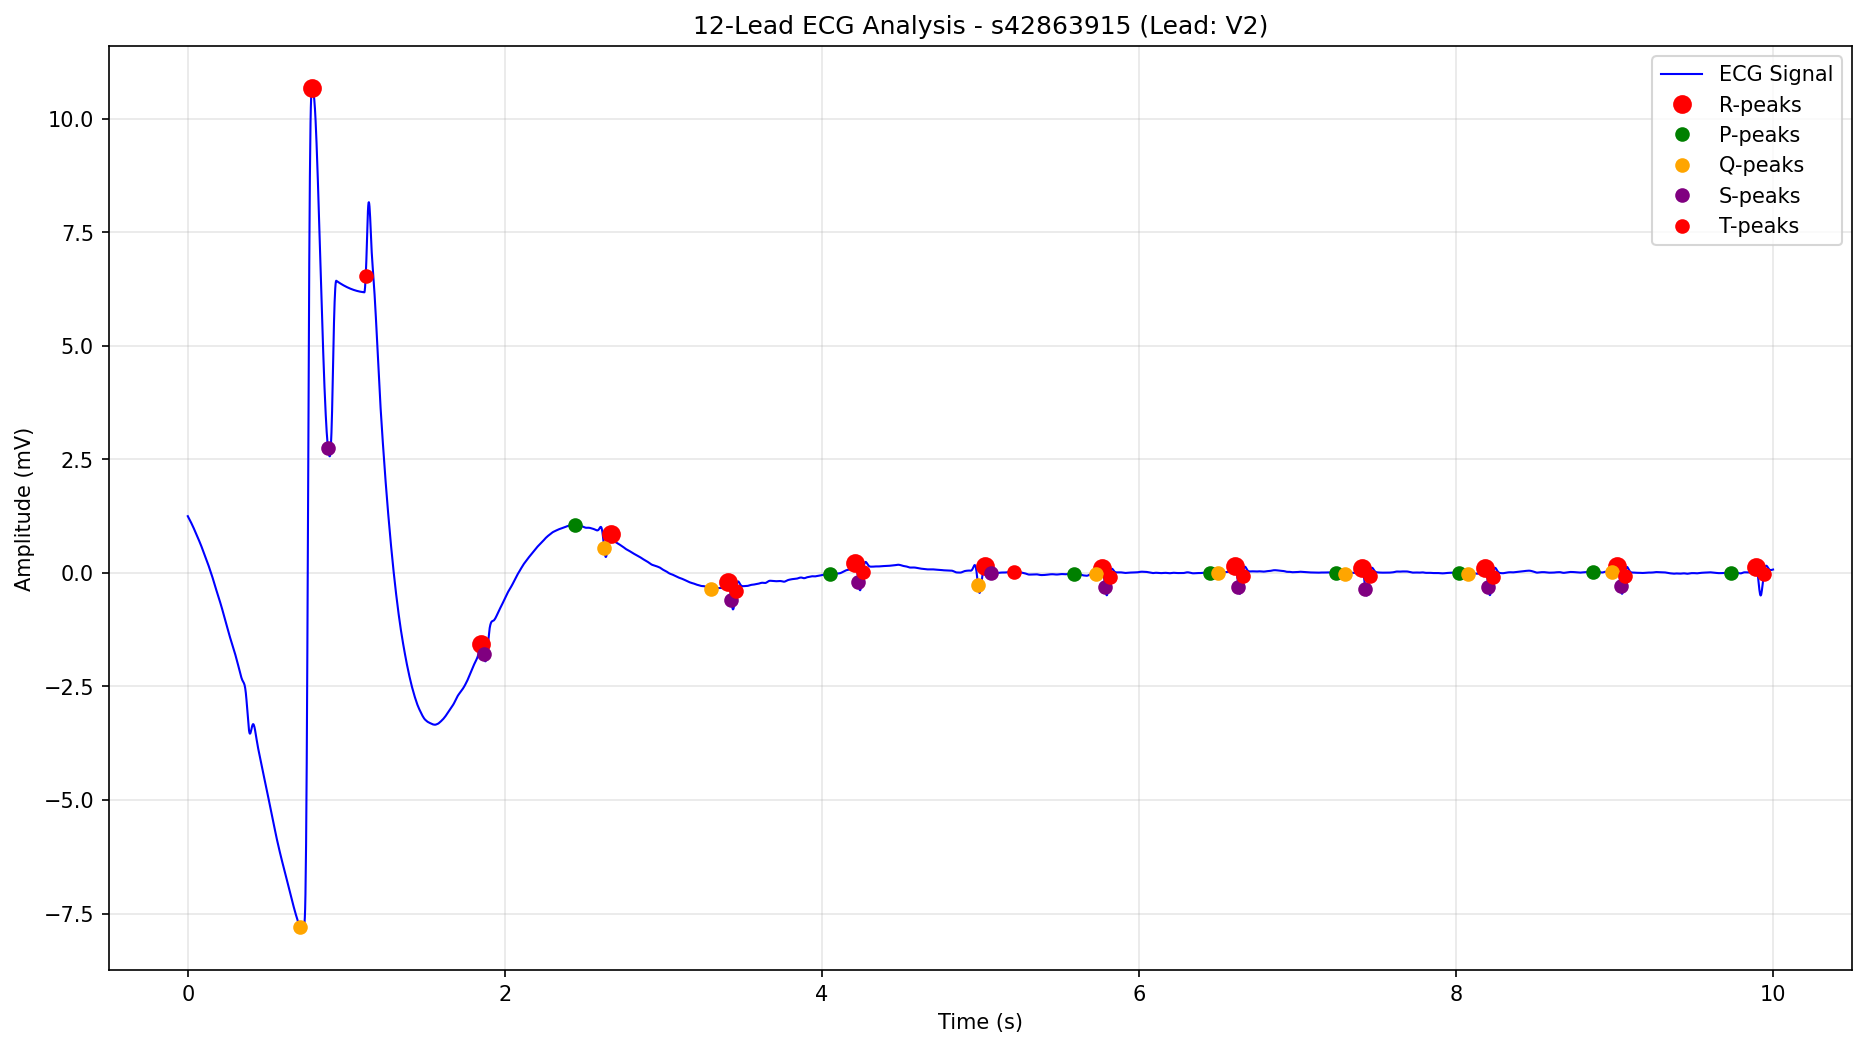 12-Lead ECG Analysis - s42863915 (Lead: V2)
ECG Signal
R-peaks
P-peaks
Q-peaks
S-peaks
T-peaks
Amplitude (mV)
10.0
7.5
5.0
2.5
0.0
−2.5
−5.0
−7.5
0 2 4 6 8 10
Time (s)